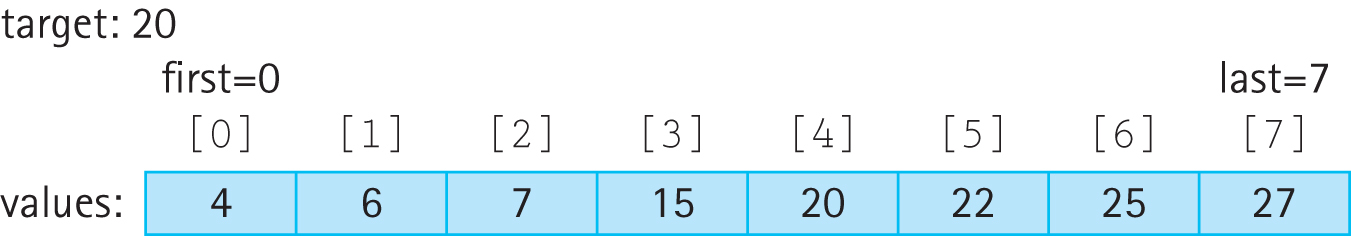 target: 20
first=0 last=7
[0] [1] [2] [3] [4] [5] [6] [7]
values: 4 6 7 15 20 22 25 27